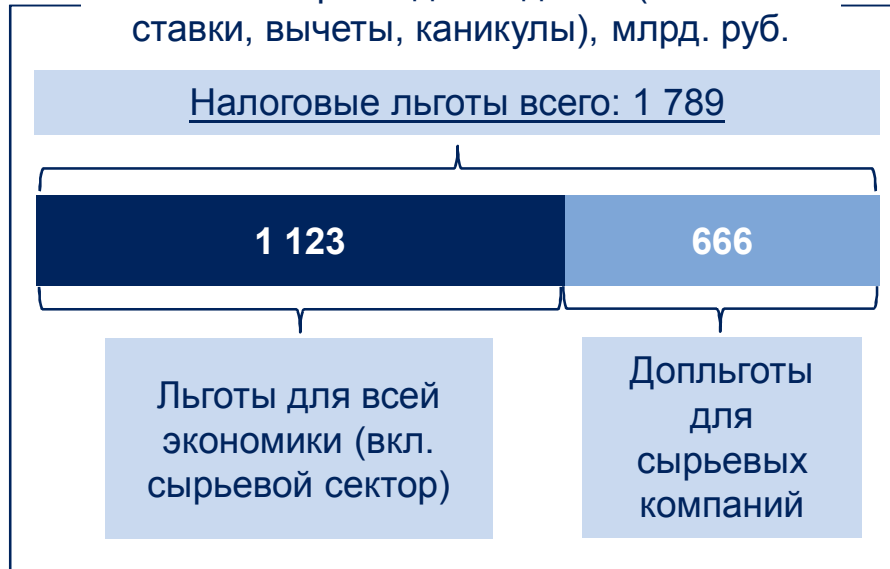 ставки, вычеты, каникулы), млрд. руб.
Налоговые льготы всего: 1 789
1 123
666
Льготы для всей
экономики (вкл.
сырьевой сектор)
Допльготы
для
сырьевых
компаний